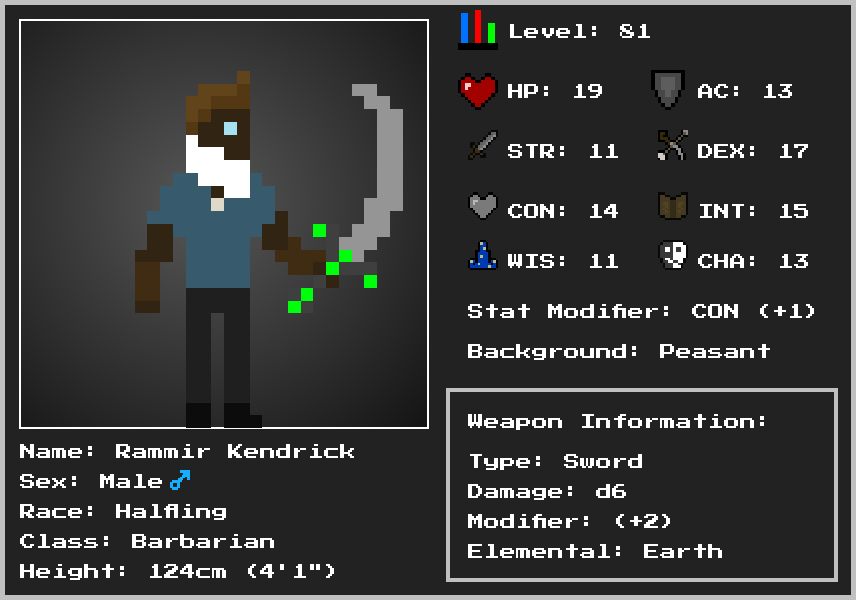 Level: 81
HP: 19 AC: 13
STR: 11 DEX: 17
CON: 14 INT: 15
WIS: 11 CHA: 13
Stat Modifier: CON (+1)
Background: Peasant
Weapon Information:
Type: Sword
Damage: d6
Modifier: (+2)
Elemental: Earth
Name: Rammir Kendrick
Sex: Male♂
Race: Halfling
Class: Barbarian
Height: 124cm (4'1")